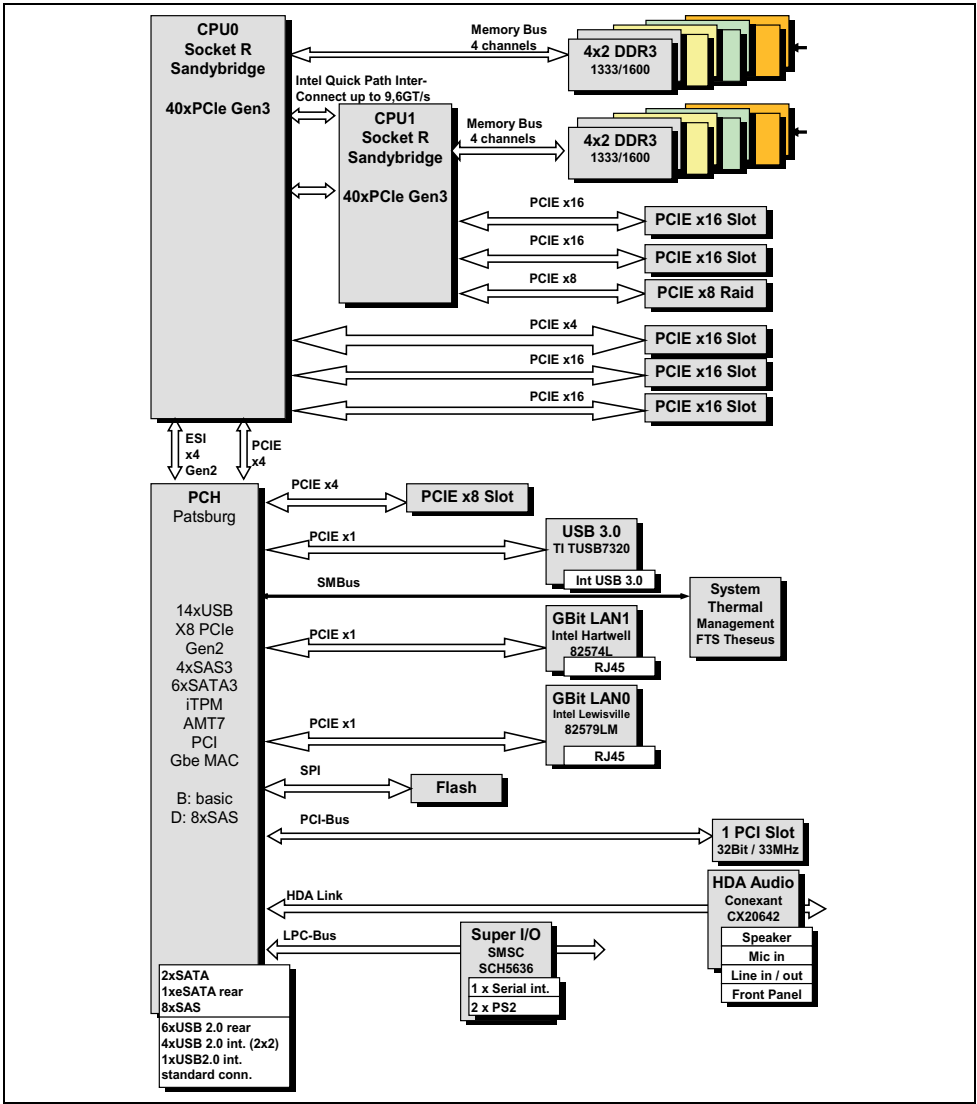 CPU0
Socket R
Sandybridge
40xPCIe Gen3
Memory Bus
4 channels
4x2 DDR3
1333/1600
Intel Quick Path Inter-
Connect up to 9,6GT/s
CPU1
Socket R
Sandybridge
40xPCIe Gen3
Memory Bus
4 channels
4x2 DDR3
1333/1600
PCIE x16
PCIE x16 Slot
PCIE x16
PCIE x16 Slot
PCIE x8
PCIE x8 Raid
PCIE x4
PCIE x16 Slot
PCIE x16
PCIE x16 Slot
PCIE x16
PCIE x16 Slot
ESI
x4
Gen2
PCIE
x4
PCH
Patsburg
14xUSB
X8 PCIe
Gen2
4xSAS3
6xSATA3
iTPM
AMT7
PCI
Gbe MAC
B: basic
D: 8xSAS
PCIE x4
PCIE x8 Slot
PCIE x1
USB 3.0
TI TUSB7320
Int USB 3.0
SMBus
System
Thermal
Management
FTS Theseus
PCIE x1
GBit LAN1
Intel Hartwell
82574L
RJ45
PCIE x1
GBit LAN0
Intel Lewisville
82579LM
RJ45
SPI
Flash
PCI-Bus
1 PCI Slot
32Bit / 33MHz
HDA Link
HDA Audio
Conexant
CX20642
Speaker
Mic in
Line in / out
Front Panel
LPC-Bus
Super I/O
SMSC
SCH5636
1 x Serial int.
2 x PS2
2xSATA
1xeSATA rear
8xSAS
6xUSB 2.0 rear
4xUSB 2.0 int. (2x2)
1xUSB2.0 int.
standard conn.